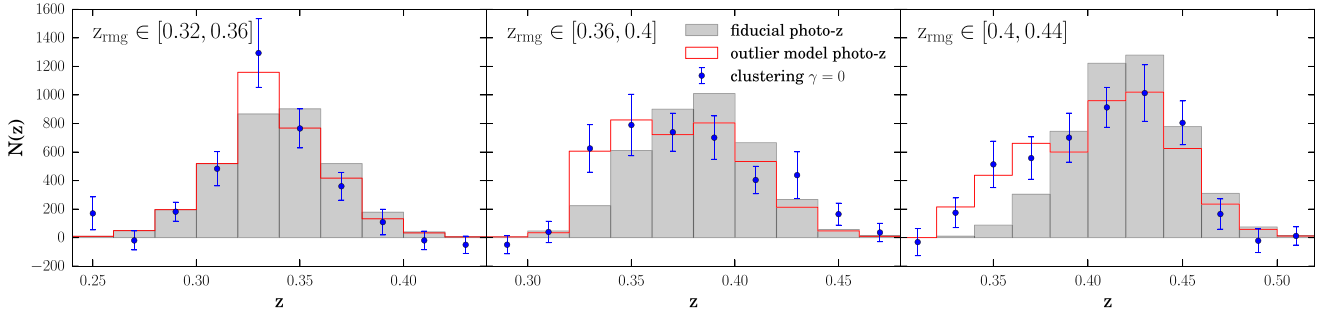 z_rmg ∈ [0.32, 0.36]
z_rmg ∈ [0.36, 0.4]
z_rmg ∈ [0.4, 0.44]
fiducial photo-z
outlier model photo-z
clustering γ = 0
N(z)
1600
1400
1200
1000
800
600
400
200
0
−200
0.25 0.30 0.35 0.40
0.30 0.35 0.40 0.45
0.35 0.40 0.45 0.50
z z z